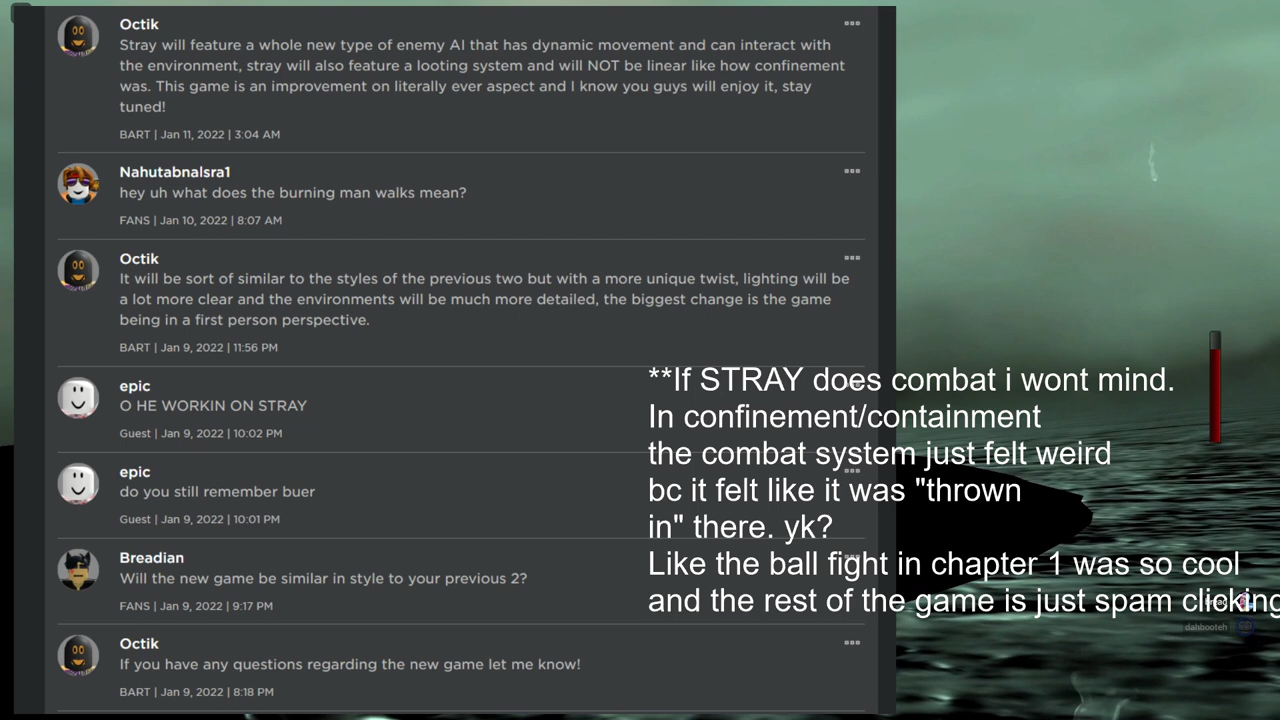 Octik
Stray will feature a whole new type of enemy AI that has dynamic movement and can interact with
the environment, stray will also feature a looting system and will NOT be linear like how confinement
was. This game is an improvement on literally ever aspect and I know you guys will enjoy it, stay
tuned!
BART | Jan 11, 2022 | 3:04 AM
Nahutabnalsra1
hey uh what does the burning man walks mean?
FANS | Jan 10, 2022 | 8:07 AM
Octik
It will be sort of similar to the styles of the previous two but with a more unique twist, lighting will be
a lot more clear and the environments will be much more detailed, the biggest change is the game
being in a first person perspective.
BART | Jan 9, 2022 | 11:56 PM
epic
O HE WORKIN ON STRAY
Guest | Jan 9, 2022 | 10:02 PM
epic
do you still remember buer
Guest | Jan 9, 2022 | 10:01 PM
Breadian
Will the new game be similar in style to your previous 2?
FANS | Jan 9, 2022 | 9:17 PM
Octik
If you have any questions regarding the new game let me know!
BART | Jan 9, 2022 | 8:18 PM
**If STRAY does combat i wont mind.
In confinement/containment
the combat system just felt weird
bc it felt like it was "thrown
in" there. yk?
Like the ball fight in chapter 1 was so cool
and the rest of the game is just spam clicking
dahbooteh